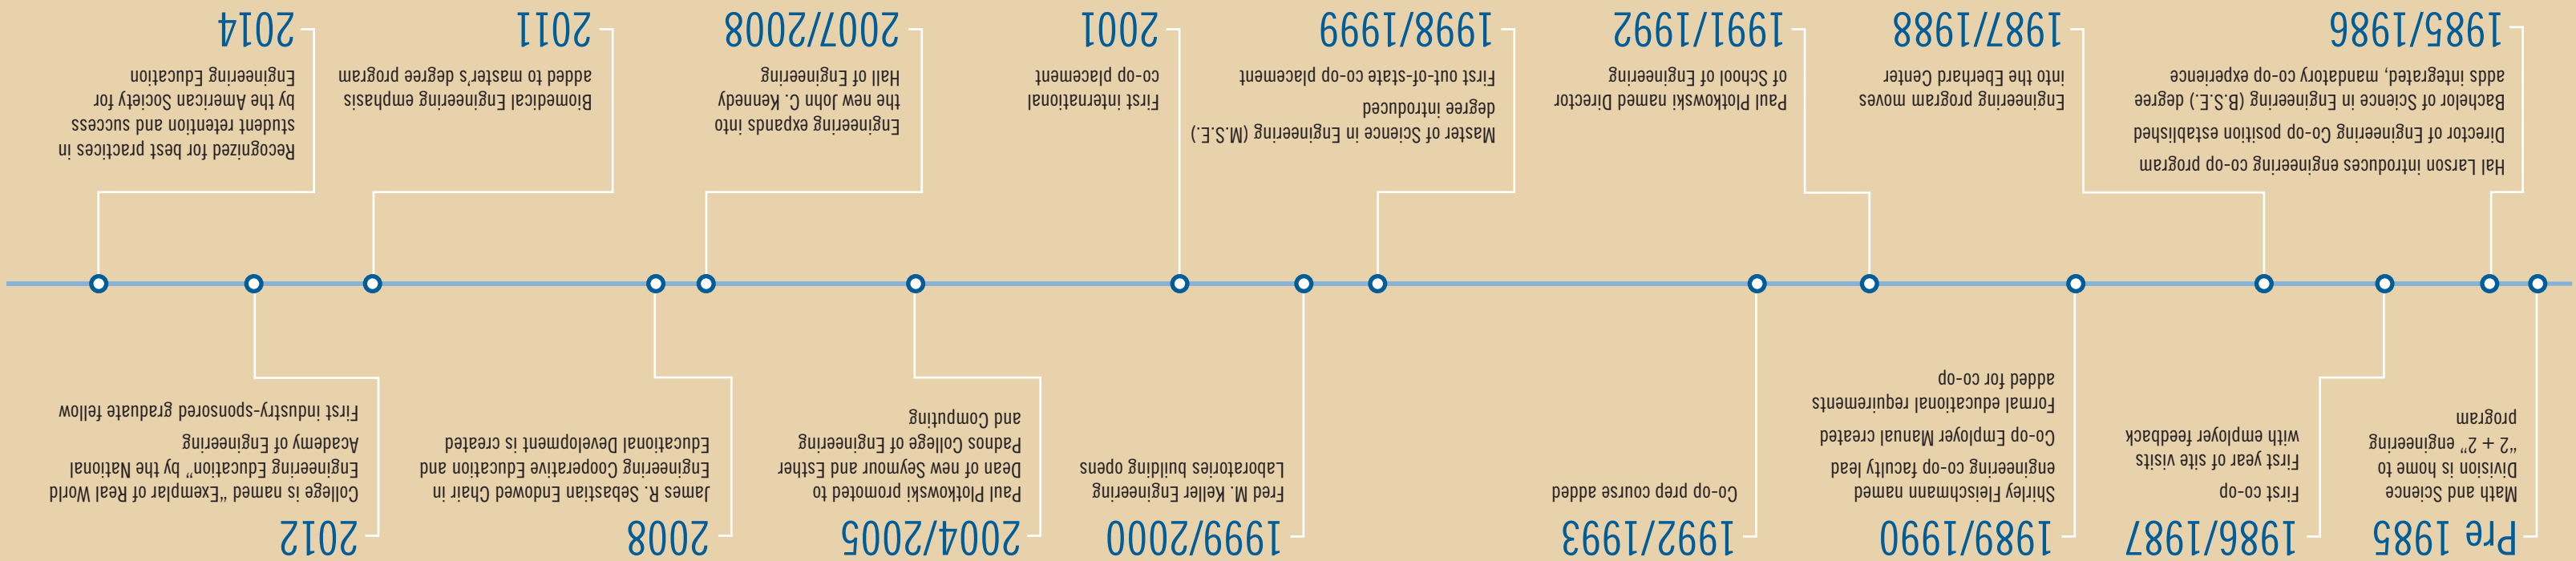 Pre 1985
Math and Science
Division is home to
“2 + 2” engineering
program
1986/1987
First co-op
First year of site visits
with employer feedback
1989/1990
Shirley Fleischmann named
engineering co-op faculty lead
Co-op Employer Manual created
Formal educational requirements
added for co-op
1992/1993
Co-op prep course added
1999/2000
Fred M. Keller Engineering
Laboratories building opens
2004/2005
Paul Plotkowski promoted to
Dean of new Seymour and Esther
Padnos College of Engineering
and Computing
2008
James R. Sebastian Endowed Chair in
Engineering Cooperative Education and
Educational Development is created
2012
College is named “Exemplar of Real World
Engineering Education” by the National
Academy of Engineering
First industry-sponsored graduate fellow
Hal Larson introduces engineering co-op program
Director of Engineering Co-op position established
Bachelor of Science in Engineering (B.S.E.) degree
adds integrated, mandatory co-op experience
1985/1986
Engineering program moves
into the Eberhard Center
1987/1988
Paul Plotkowski named Director
of School of Engineering
1991/1992
Master of Science in Engineering (M.S.E.)
degree introduced
First out-of-state co-op placement
1998/1999
First international
co-op placement
2001
Engineering expands into
the new John C. Kennedy
Hall of Engineering
2007/2008
Biomedical Engineering emphasis
added to master’s degree program
2011
Recognized for best practices in
student retention and success
by the American Society for
Engineering Education
2014